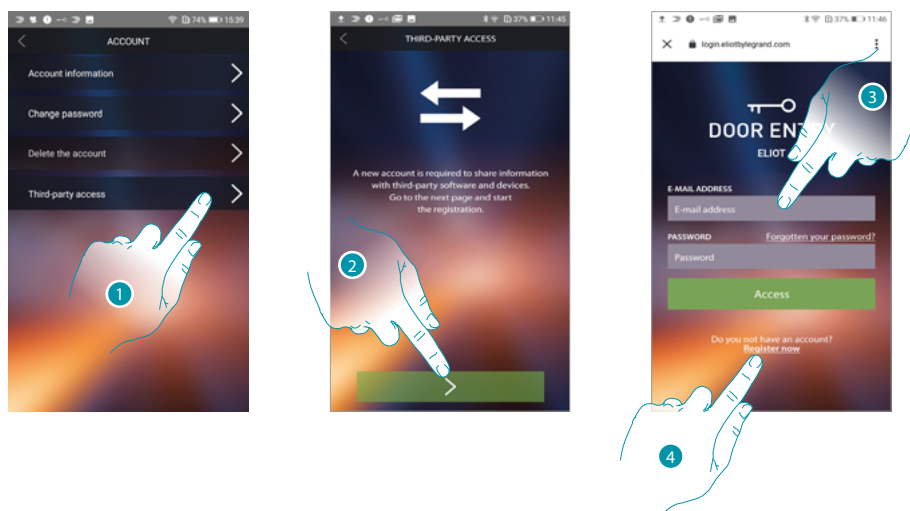 15:39
74%
ACCOUNT
Account information
Change password
Delete the account
Third-party access
1
37% 11:45
THIRD-PARTY ACCESS
A new account is required to share information
with third-party software and devices.
Go to the next page and start
the registration.
2
37% 11:46
login.eliotbylegrand.com
3
DOOR ENTRY
ELIOT
E-MAIL ADDRESS
E-mail address
PASSWORD Forgotten your password?
Password
Access
Do you not have an account?
Register now
4